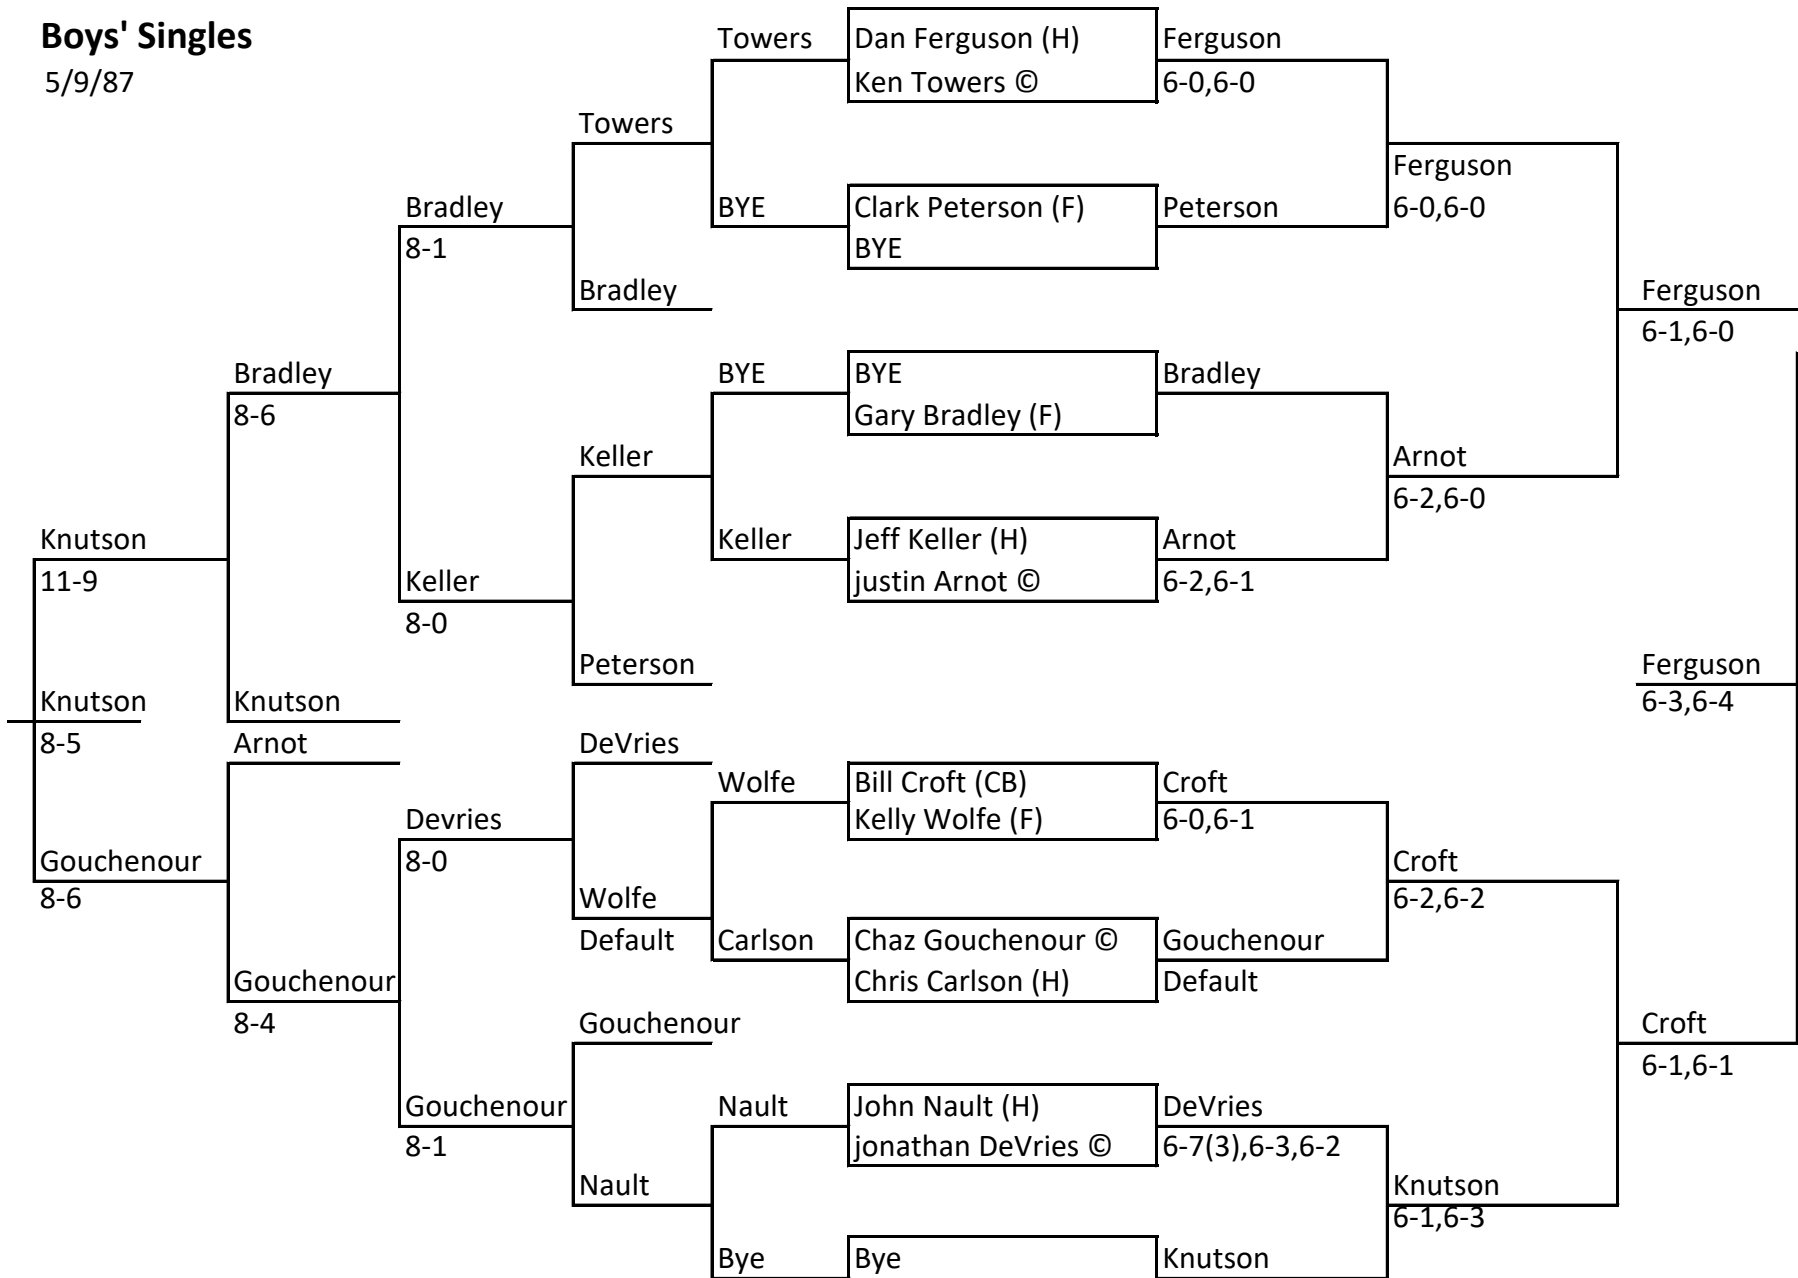 Boys' Singles
5/9/87
Towers
Dan Ferguson (H)
Ferguson
Ken Towers ©
6-0,6-0
Towers
Ferguson
Bradley
BYE
Clark Peterson (F)
Peterson
6-0,6-0
8-1
BYE
Bradley
Ferguson
6-1,6-0
Bradley
BYE
BYE
Bradley
8-6
Gary Bradley (F)
Keller
Arnot
6-2,6-0
Knutson
Keller
Jeff Keller (H)
Arnot
11-9
Keller
justin Arnot ©
6-2,6-1
8-0
Peterson
Ferguson
Knutson
Knutson
6-3,6-4
8-5
Arnot
DeVries
Wolfe
Bill Croft (CB)
Croft
Devries
Kelly Wolfe (F)
6-0,6-1
Gouchenour
8-0
Croft
8-6
Wolfe
6-2,6-2
Default
Carlson
Chaz Gouchenour ©
Gouchenour
Gouchenour
Chris Carlson (H)
Default
8-4
Gouchenour
Croft
6-1,6-1
Gouchenour
Nault
John Nault (H)
DeVries
8-1
jonathan DeVries ©
6-7(3),6-3,6-2
Nault
Knutson
6-1,6-3
Bye
Bye
Knutson